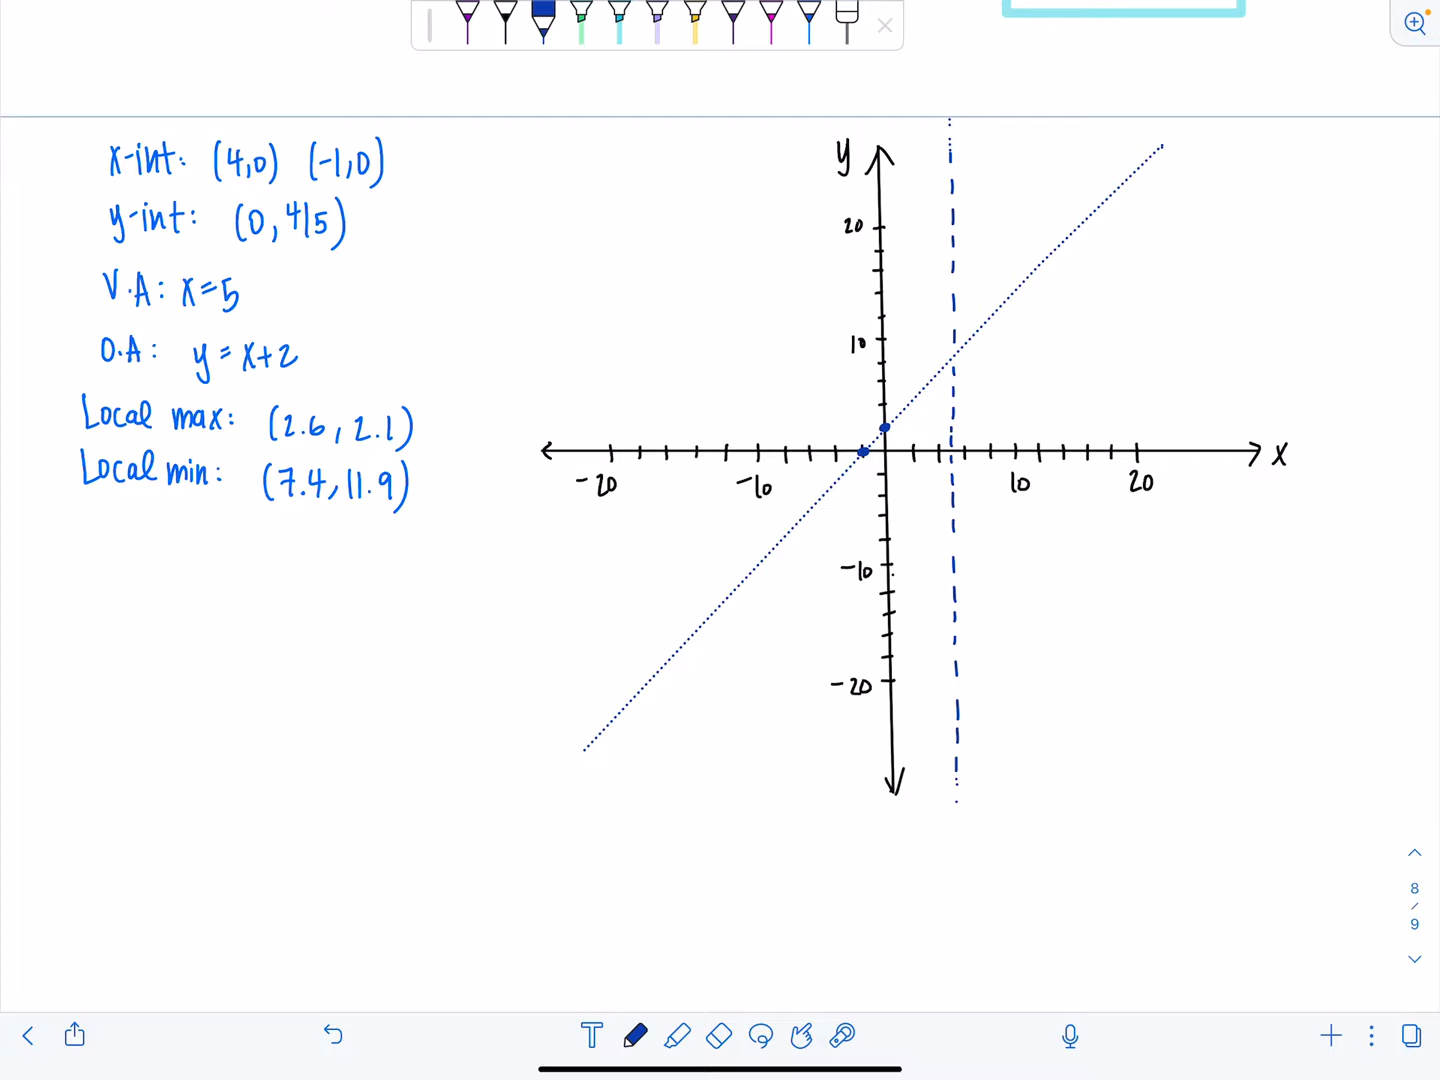 x-int: (4,0) (-1,0)
y-int: (0, 4/5)
V.A: x=5
O.A: y = x+2
Local max: (2.6, 2.1)
Local min: (7.4, 11.9)
y
20
10
x
-20
-10
10
20
-10
-20
8
/
9
T